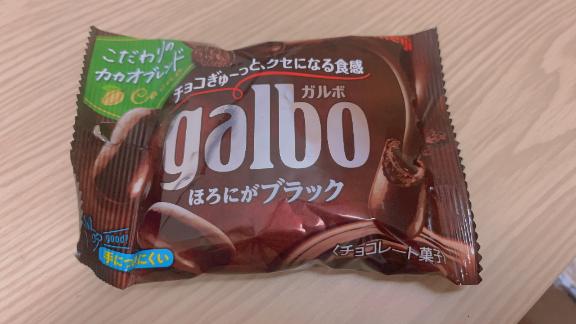 こだわりの
カカオブレンド
チョコぎゅーっと、クセになる食感
ガルボ
galbo
ほろにがブラック
good!
手につきにくい
チョコレート菓子